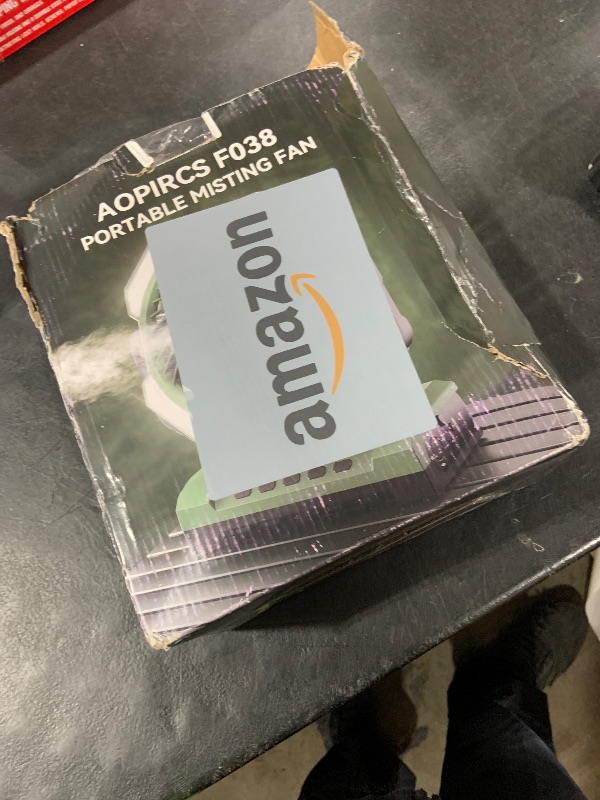 AOPIRCS F038
PORTABLE MISTING FAN
amazon